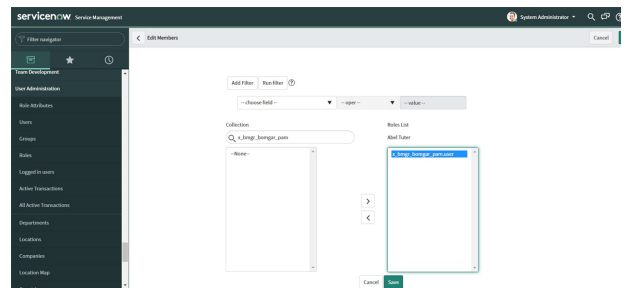 servicenow Service Management
System Administrator
Filter navigator
Edit Members
Cancel
Team Development
User Administration
Role Attributes
Users
Groups
Roles
Logged in users
Active Transactions
All Active Transactions
Departments
Locations
Companies
Location Map
Add Filter Run filter
-- choose field -- -- oper -- -- value --
Collection
Roles List
x_bmgr_bomgar_pam
Abel Tuter
--None--
x_bmgr_bomgar_pam.user
Cancel Save